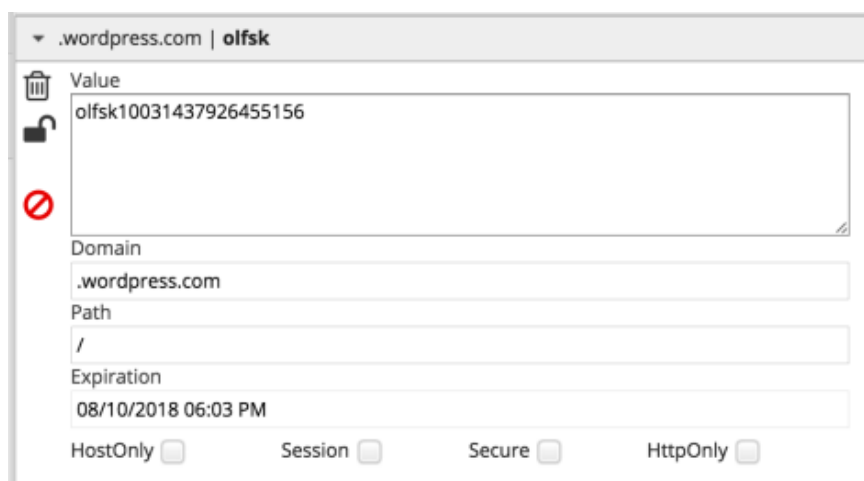 .wordpress.com | olfsk
Value
olfsk10031437926455156
Domain
.wordpress.com
Path
/
Expiration
08/10/2018 06:03 PM
HostOnly Session Secure HttpOnly